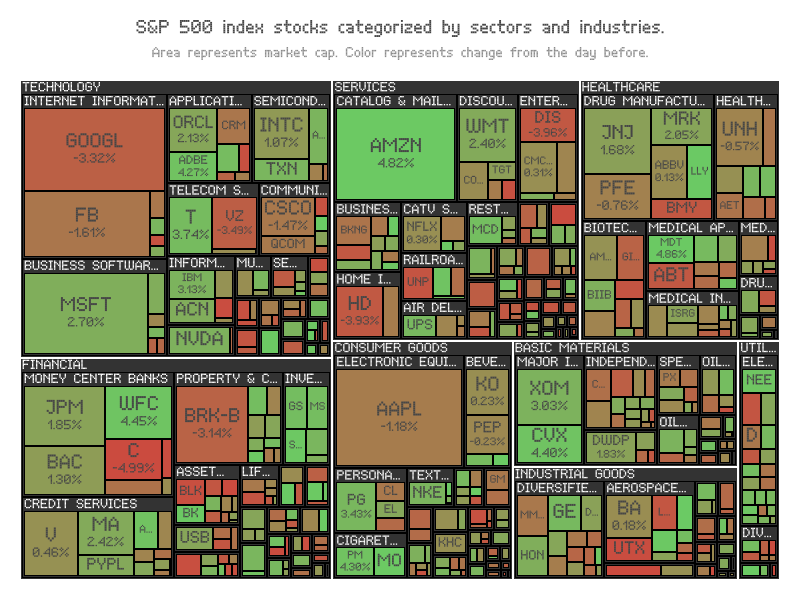 S&P 500 index stocks categorized by sectors and industries.
Area represents market cap. Color represents change from the day before.
TECHNOLOGY
INTERNET INFORMAT...
GOOGL
-3.32%
FB
-1.61%
APPLICATI...
ORCL
2.13%
CRM
ADBE
4.27%
SEMICOND...
INTC
1.07%
A...
TXN
TELECOM S...
T
3.74%
VZ
-3.49%
COMMUNI...
CSCO
-1.47%
QCOM
BUSINESS SOFTWAR...
MSFT
2.70%
INFORM...
IBM
3.13%
ACN
NVDA
MU...
SE...
SERVICES
CATALOG & MAIL...
AMZN
4.82%
DISCOU...
WMT
2.40%
CO...
TGT
ENTER...
DIS
-3.96%
CMC...
0.31%
BUSINES...
BKNG
CATV S...
NFLX
0.30%
REST...
MCD
RAILROA...
UNP
HOME I...
HD
-3.93%
AIR DEL...
UPS
HEALTHCARE
DRUG MANUFACTU...
JNJ
1.68%
MRK
2.05%
PFE
-0.76%
ABBV
0.13%
LLY
BMY
HEALTH...
UNH
-0.57%
AET
BIOTEC...
AM...
GI...
BIIB
MEDICAL AP...
MDT
4.86%
ABT
MEDICAL IN...
ISRG
MED...
DRU...
FINANCIAL
MONEY CENTER BANKS
JPM
1.85%
WFC
4.45%
BAC
1.30%
C
-4.99%
PROPERTY & C...
BRK-B
-3.14%
INVE...
GS
MS
S...
ASSET...
BLK
BK
LIF...
USB
CREDIT SERVICES
V
0.46%
MA
2.42%
A...
PYPL
CONSUMER GOODS
ELECTRONIC EQUI...
AAPL
-1.18%
BEVE...
KO
0.23%
PEP
-0.23%
PERSONA...
PG
3.43%
CL
EL
TEXT...
NKE
GM
KHC
CIGARET...
PM
4.30%
MO
BASIC MATERIALS
MAJOR I...
XOM
3.03%
CVX
4.40%
INDEPEND...
C...
DWDP
1.83%
SPE...
PX
OIL...
OIL...
INDUSTRIAL GOODS
DIVERSIFIE...
MM...
GE
D...
HON
AEROSPACE...
BA
0.18%
L...
UTX
UTIL...
ELE...
NEE
D
DIV...